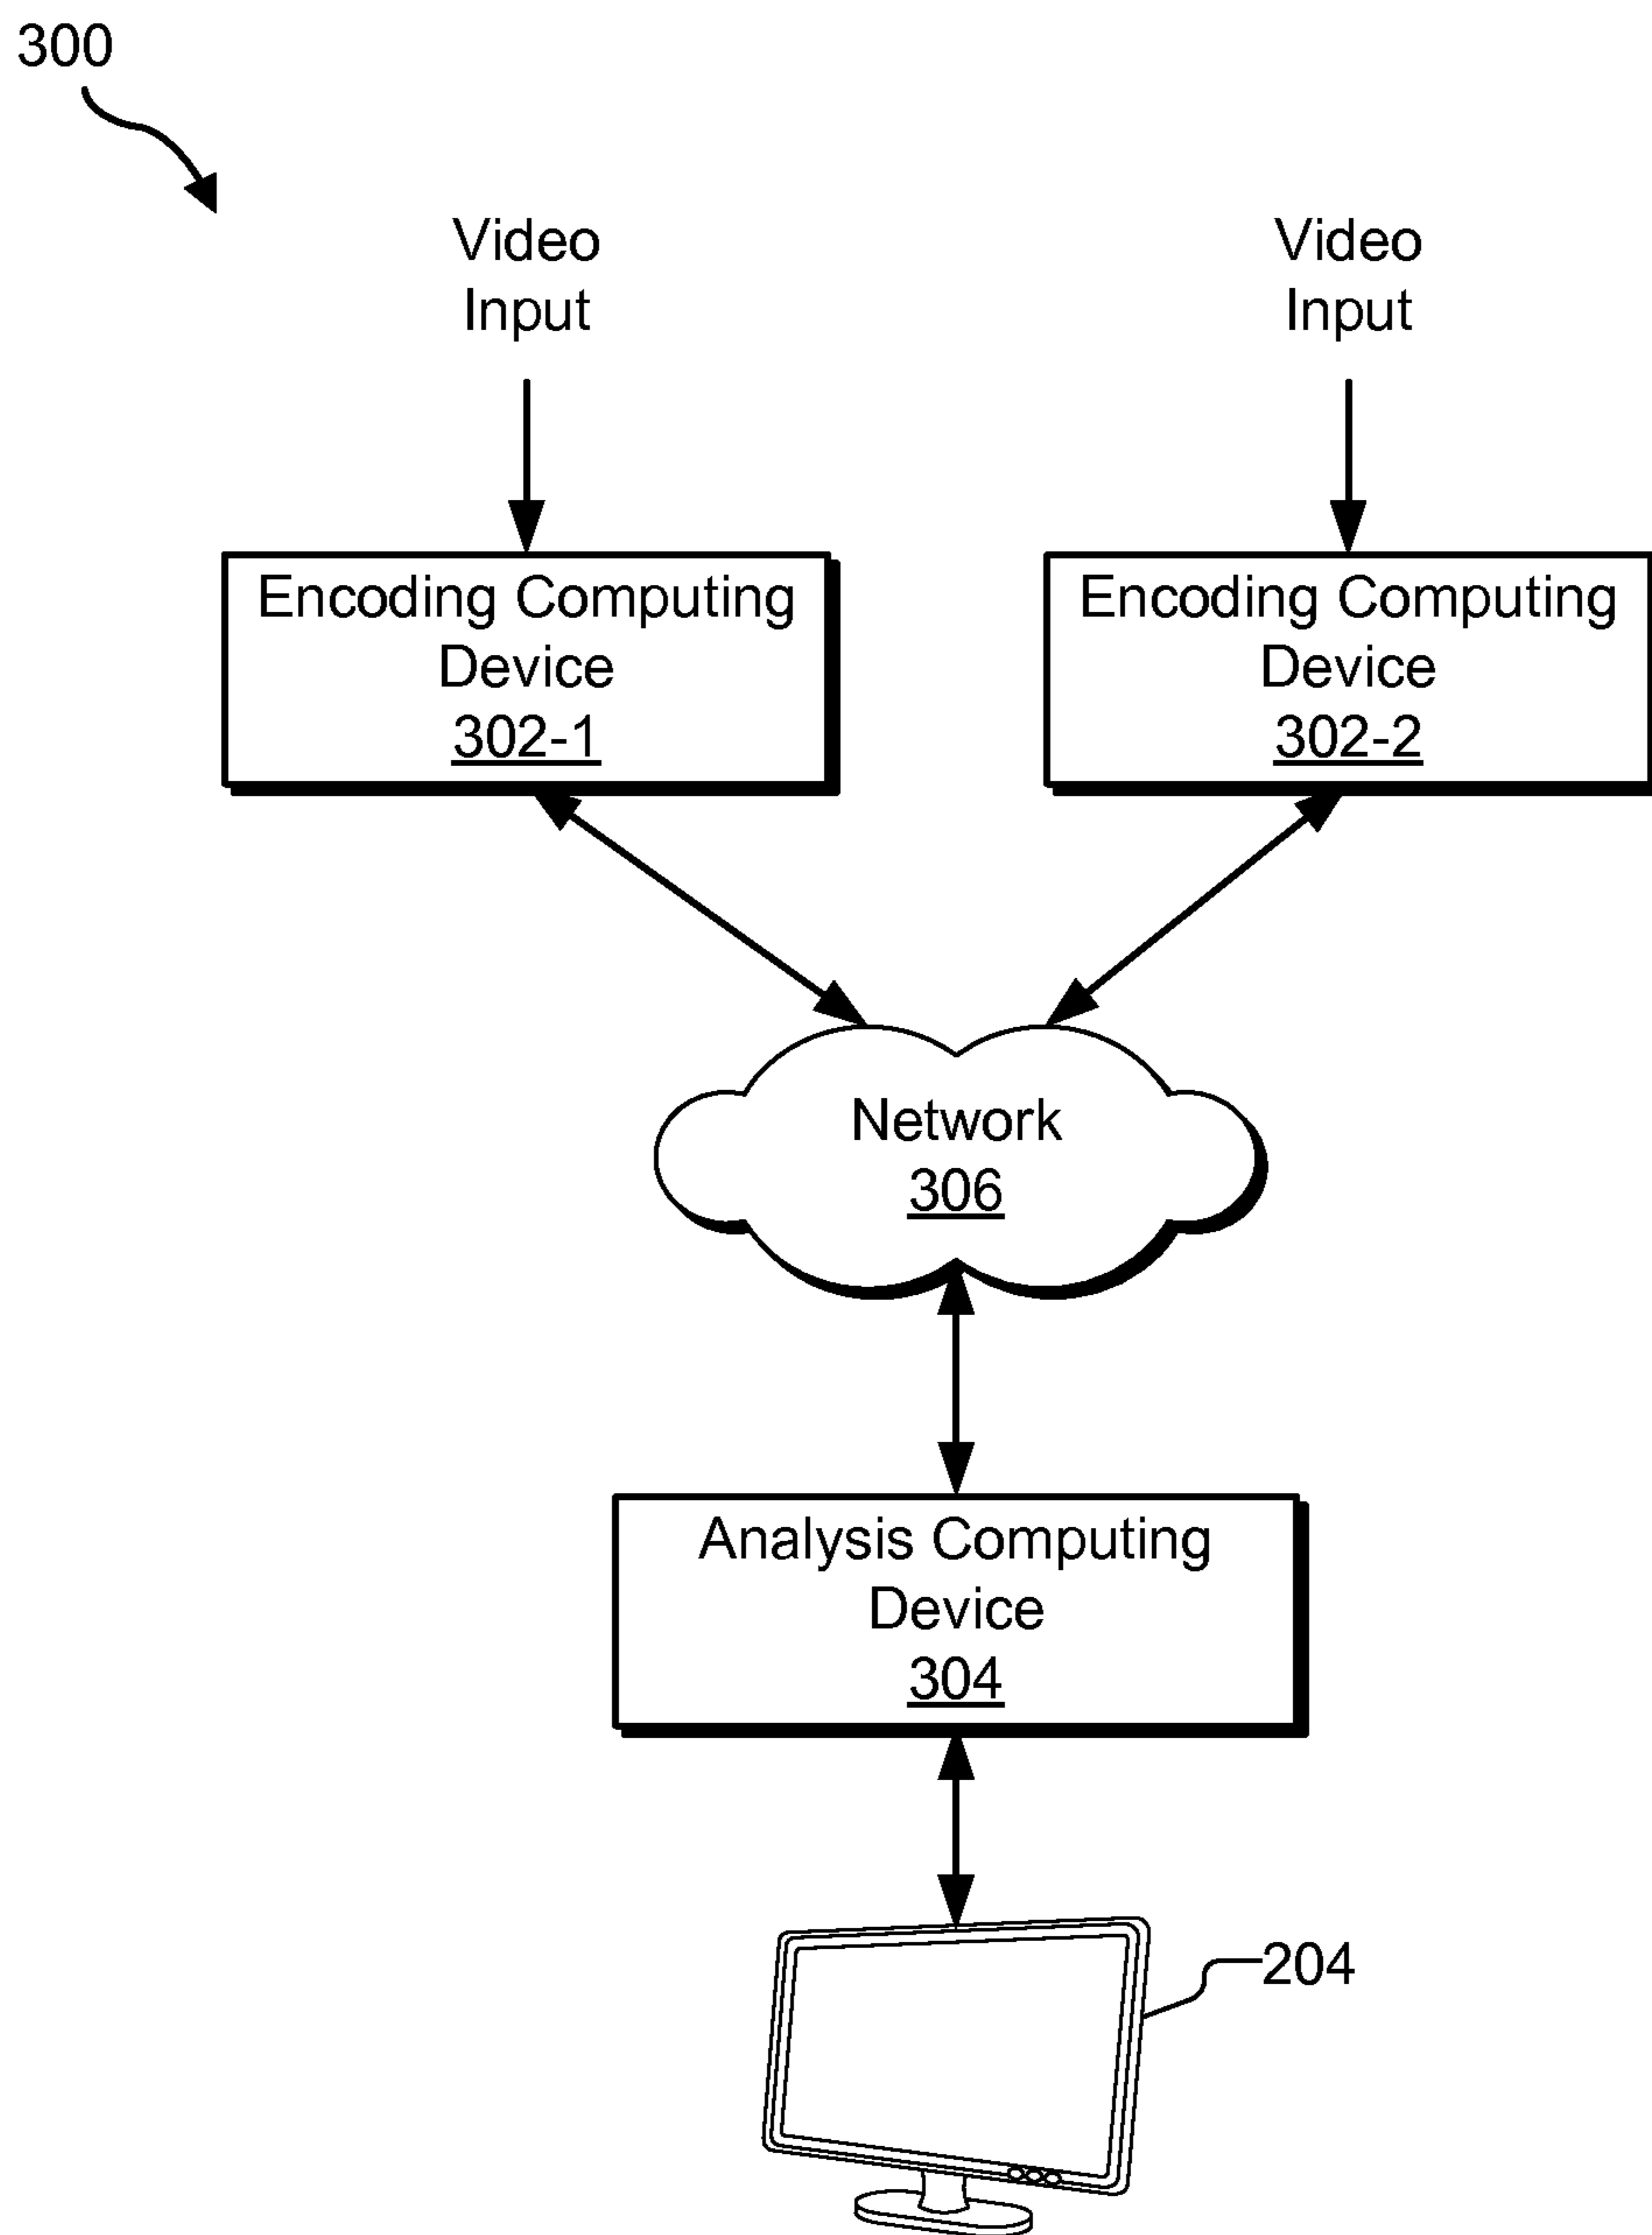 300
Video
Input
Video
Input
Encoding Computing
Device
302-1
Encoding Computing
Device
302-2
Network
306
Analysis Computing
Device
304
204